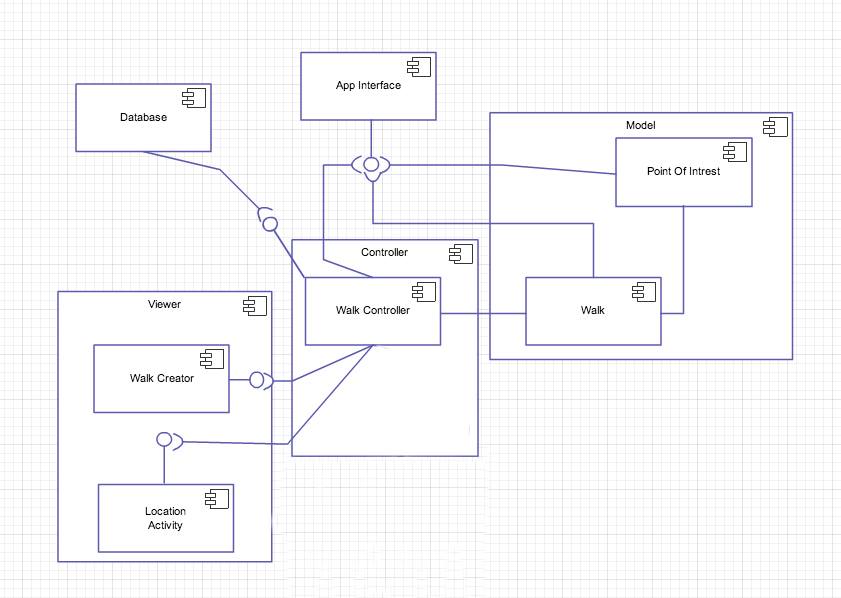 App Interface
Database
Model
Point Of Intrest
Controller
Viewer
Walk Controller
Walk
Walk Creator
Location
Activity